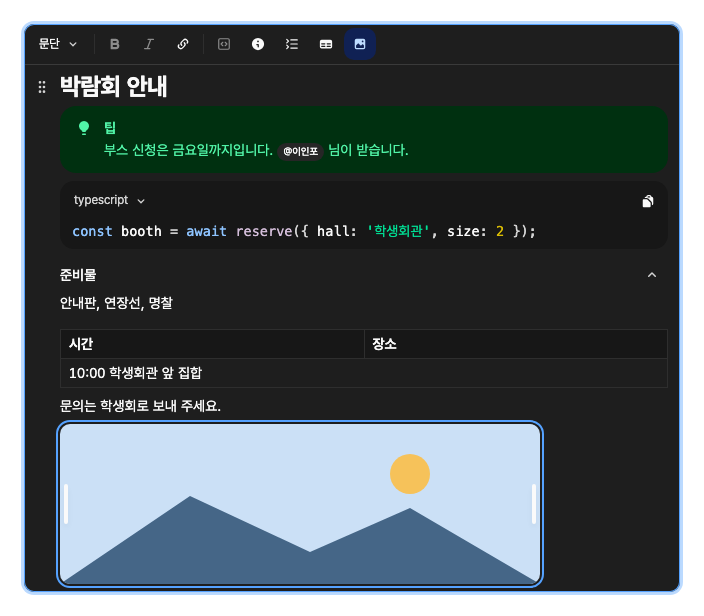 문단
B I
박람회 안내
팁
부스 신청은 금요일까지입니다. @이인포 님이 받습니다.
typescript
const booth = await reserve({ hall: '학생회관', size: 2 });
준비물
안내판, 연장선, 명찰
시간 장소
10:00 학생회관 앞 집합
문의는 학생회로 보내 주세요.